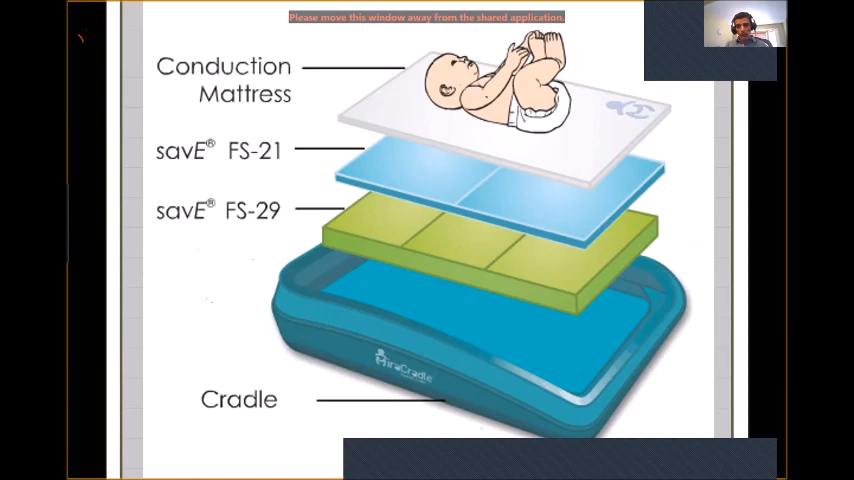 Please move this window away from the shared application.
Conduction
Mattress
savE® FS-21
savE® FS-29
MiraCradle
Cradle